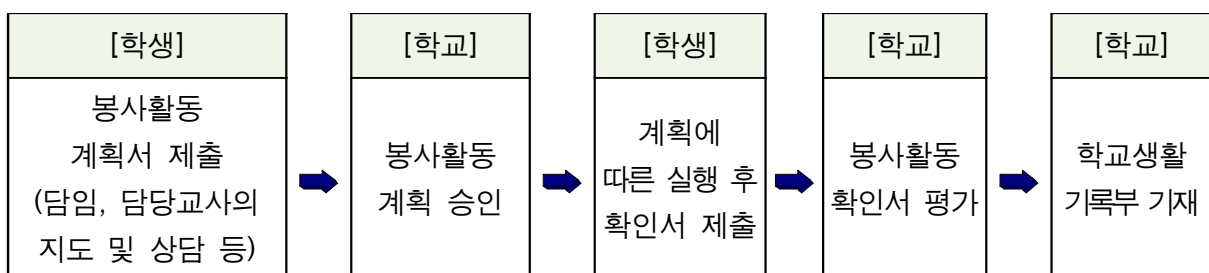 [학생]
봉사활동
계획서 제출
(담임, 담당교사의
지도 및 상담 등)
[학교]
봉사활동
계획 승인
[학생]
계획에
따른 실행 후
확인서 제출
[학교]
봉사활동
확인서 평가
[학교]
학교생활
기록부 기재